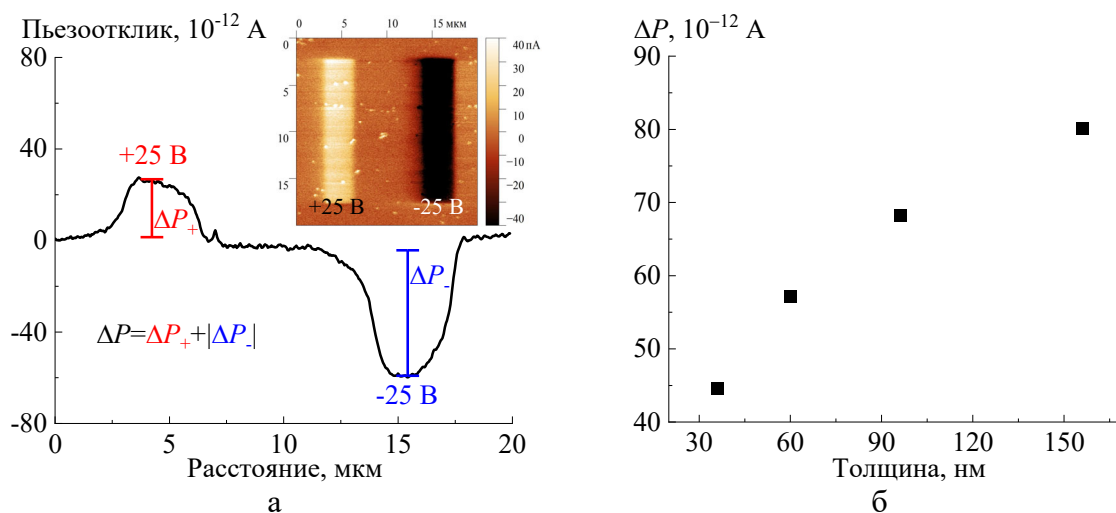 Пьезоотклик, 10⁻¹² А
80
40
0
-40
-80
0
5
10
15
20
Расстояние, мкм
+25 В
ΔP₊
ΔP₋
-25 В
ΔP=ΔP₊+|ΔP₋|
0
5
10
15 мкм
0
5
10
15
+25 В
-25 В
40 пА
30
20
10
0
−10
−20
−30
−40
а
ΔP, 10⁻¹² А
90
80
70
60
50
40
30
60
90
120
150
Толщина, нм
б